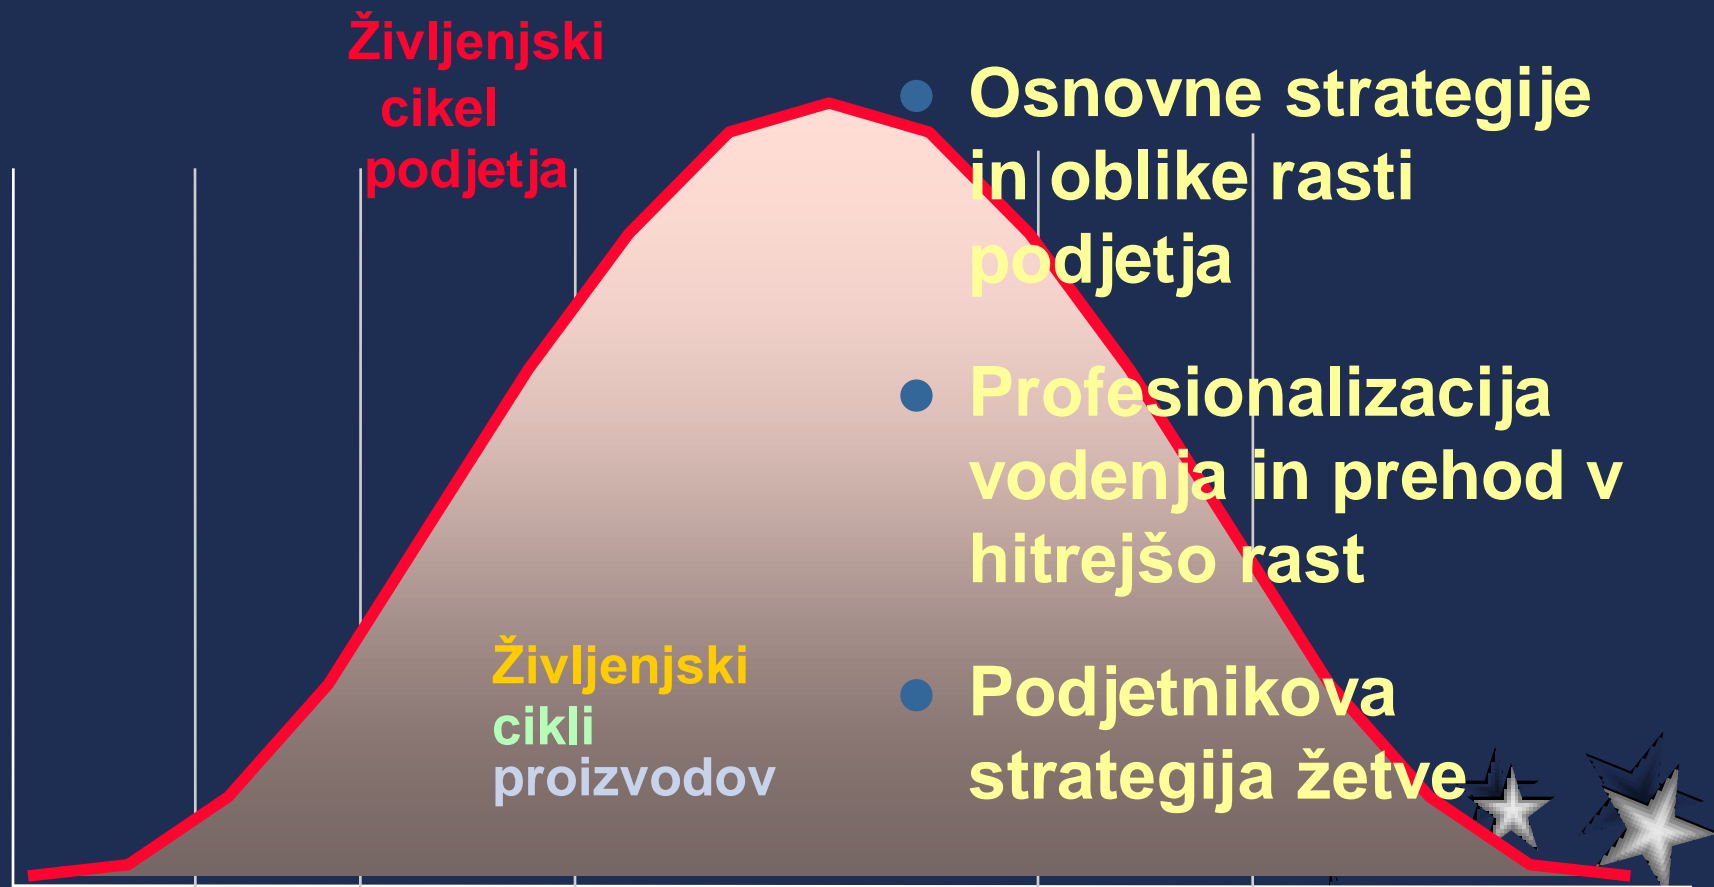 Življenjski
cikel
podjetja
Osnovne strategije
in oblike rasti
podjetja
Profesionalizacija
vodenja in prehod v
hitrejšo rast
Življenjski
cikli
proizvodov
Podjetnikova
strategija žetve